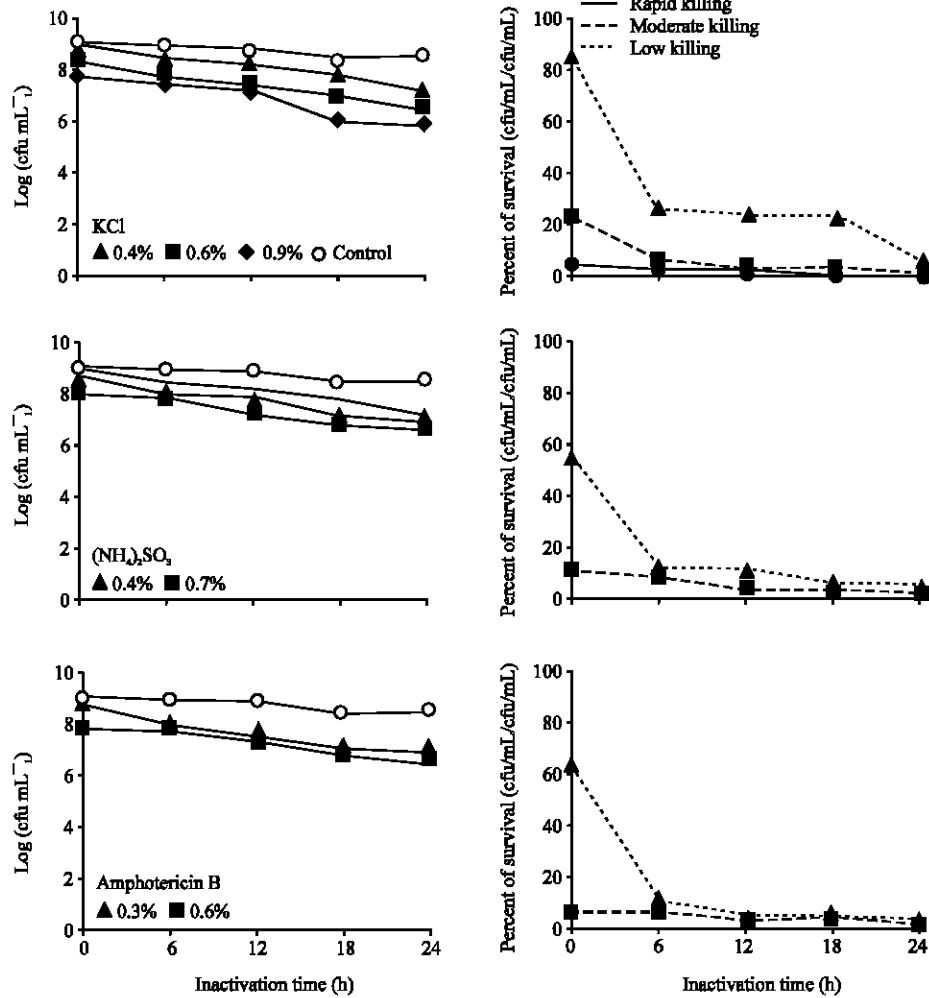 10
8
6
4
2
0
Log (cfu mL⁻₁)
KCl
▲ 0.4% ■ 0.6% ◆ 0.9% ○ Control
Rapid killing
Moderate killing
Low killing
100
80
60
40
20
0
Percent of survival (cfu/mL/cfu/mL)
10
8
6
4
2
0
Log (cfu mL⁻₁)
(NH₄)₂SO₃
▲ 0.4% ■ 0.7%
100
80
60
40
20
10
0
Percent of survival (cfu/mL/cfu/mL)
10
8
6
4
2
0
Log (cfu mL⁻₁)
Amphotericin B
▲ 0.3% ■ 0.6%
0 6 12 18 24
Inactivation time (h)
100
80
60
40
20
10
0
Percent of survival (cfu/mL/cfu/mL)
0 6 12 18 24
Inactivation time (h)